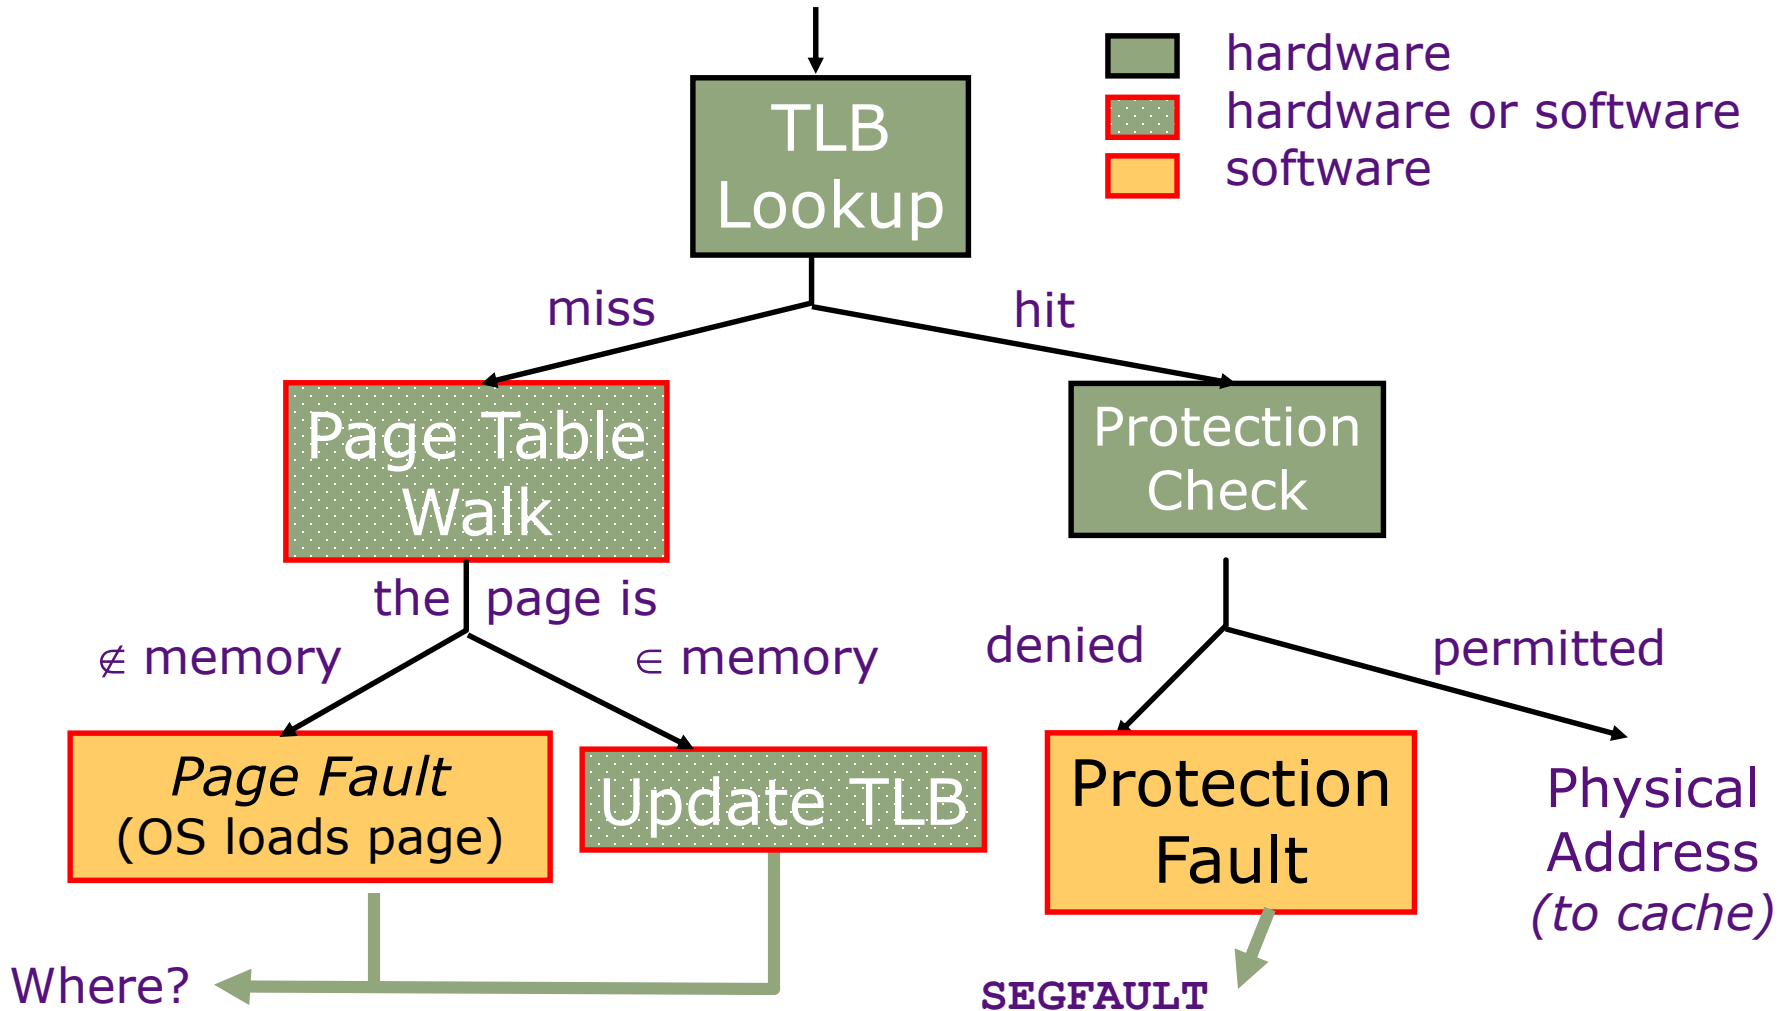 hardware
hardware or software
software
TLB
Lookup
miss
hit
Page Table
Walk
Protection
Check
the page is
∉ memory
∈ memory
denied
permitted
Page Fault
(OS loads page)
Update TLB
Protection
Fault
Physical
Address
(to cache)
Where?
SEGFAULT